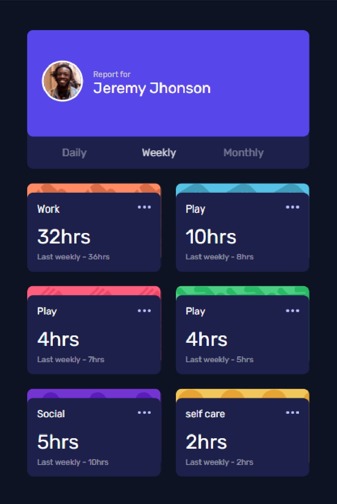 Report for
Jeremy Jhonson
Daily Weekly Monthly
Work
32hrs
Last weekly - 36hrs
Play
10hrs
Last weekly - 8hrs
Play
4hrs
Last weekly - 7hrs
Play
4hrs
Last weekly - 5hrs
Social
5hrs
Last weekly - 10hrs
self care
2hrs
Last weekly - 2hrs